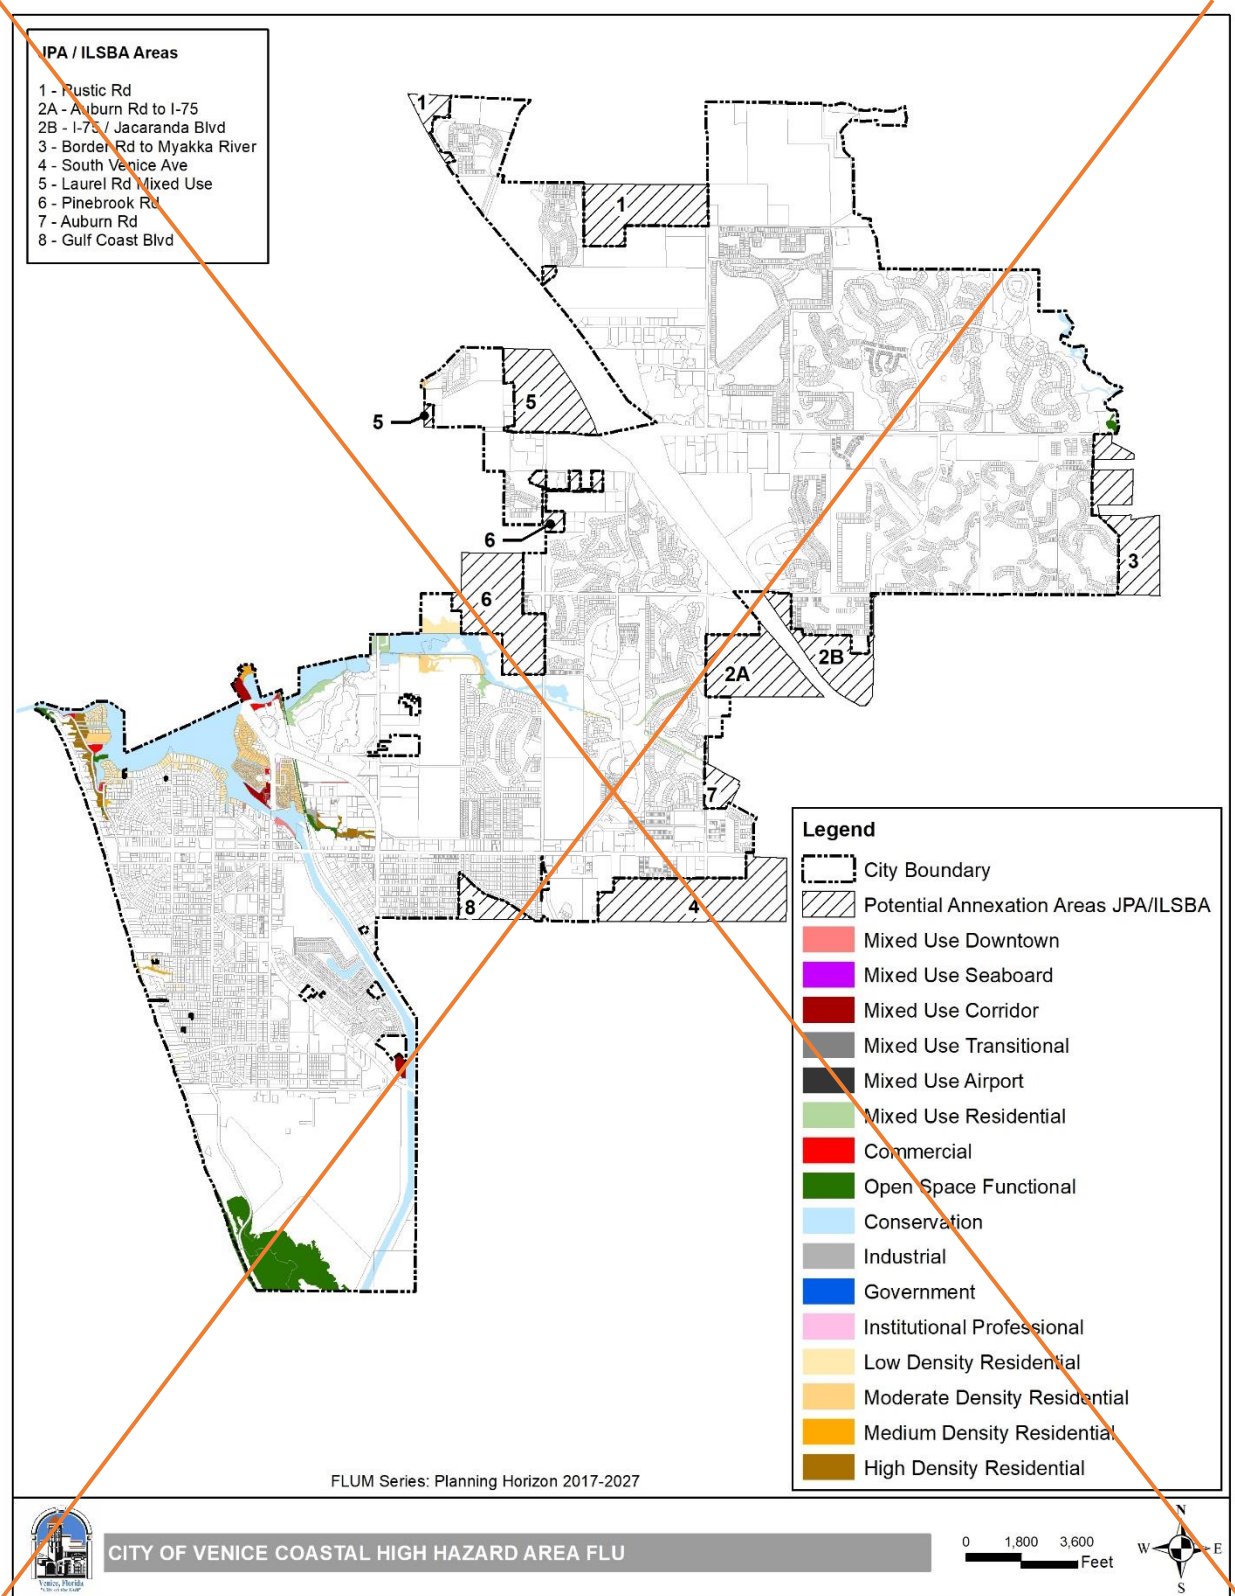 JPA / ILSBA Areas
1 - Rustic Rd
2A - Auburn Rd to I-75
2B - I-75 / Jacaranda Blvd
3 - Border Rd to Myakka River
4 - South Venice Ave
5 - Laurel Rd Mixed Use
6 - Pinebrook Rd
7 - Auburn Rd
8 - Gulf Coast Blvd
1
1
5
5
6
3
6
2B
2A
7
8
4
Legend
City Boundary
Potential Annexation Areas JPA/ILSBA
Mixed Use Downtown
Mixed Use Seaboard
Mixed Use Corridor
Mixed Use Transitional
Mixed Use Airport
Mixed Use Residential
Commercial
Open Space Functional
Conservation
Industrial
Government
Institutional Professional
Low Density Residential
Moderate Density Residential
Medium Density Residential
High Density Residential
FLUM Series: Planning Horizon 2017-2027
CITY OF VENICE COASTAL HIGH HAZARD AREA FLU
Venice, Florida
"City on the Gulf"
0 1,800 3,600
Feet
N
W E
S